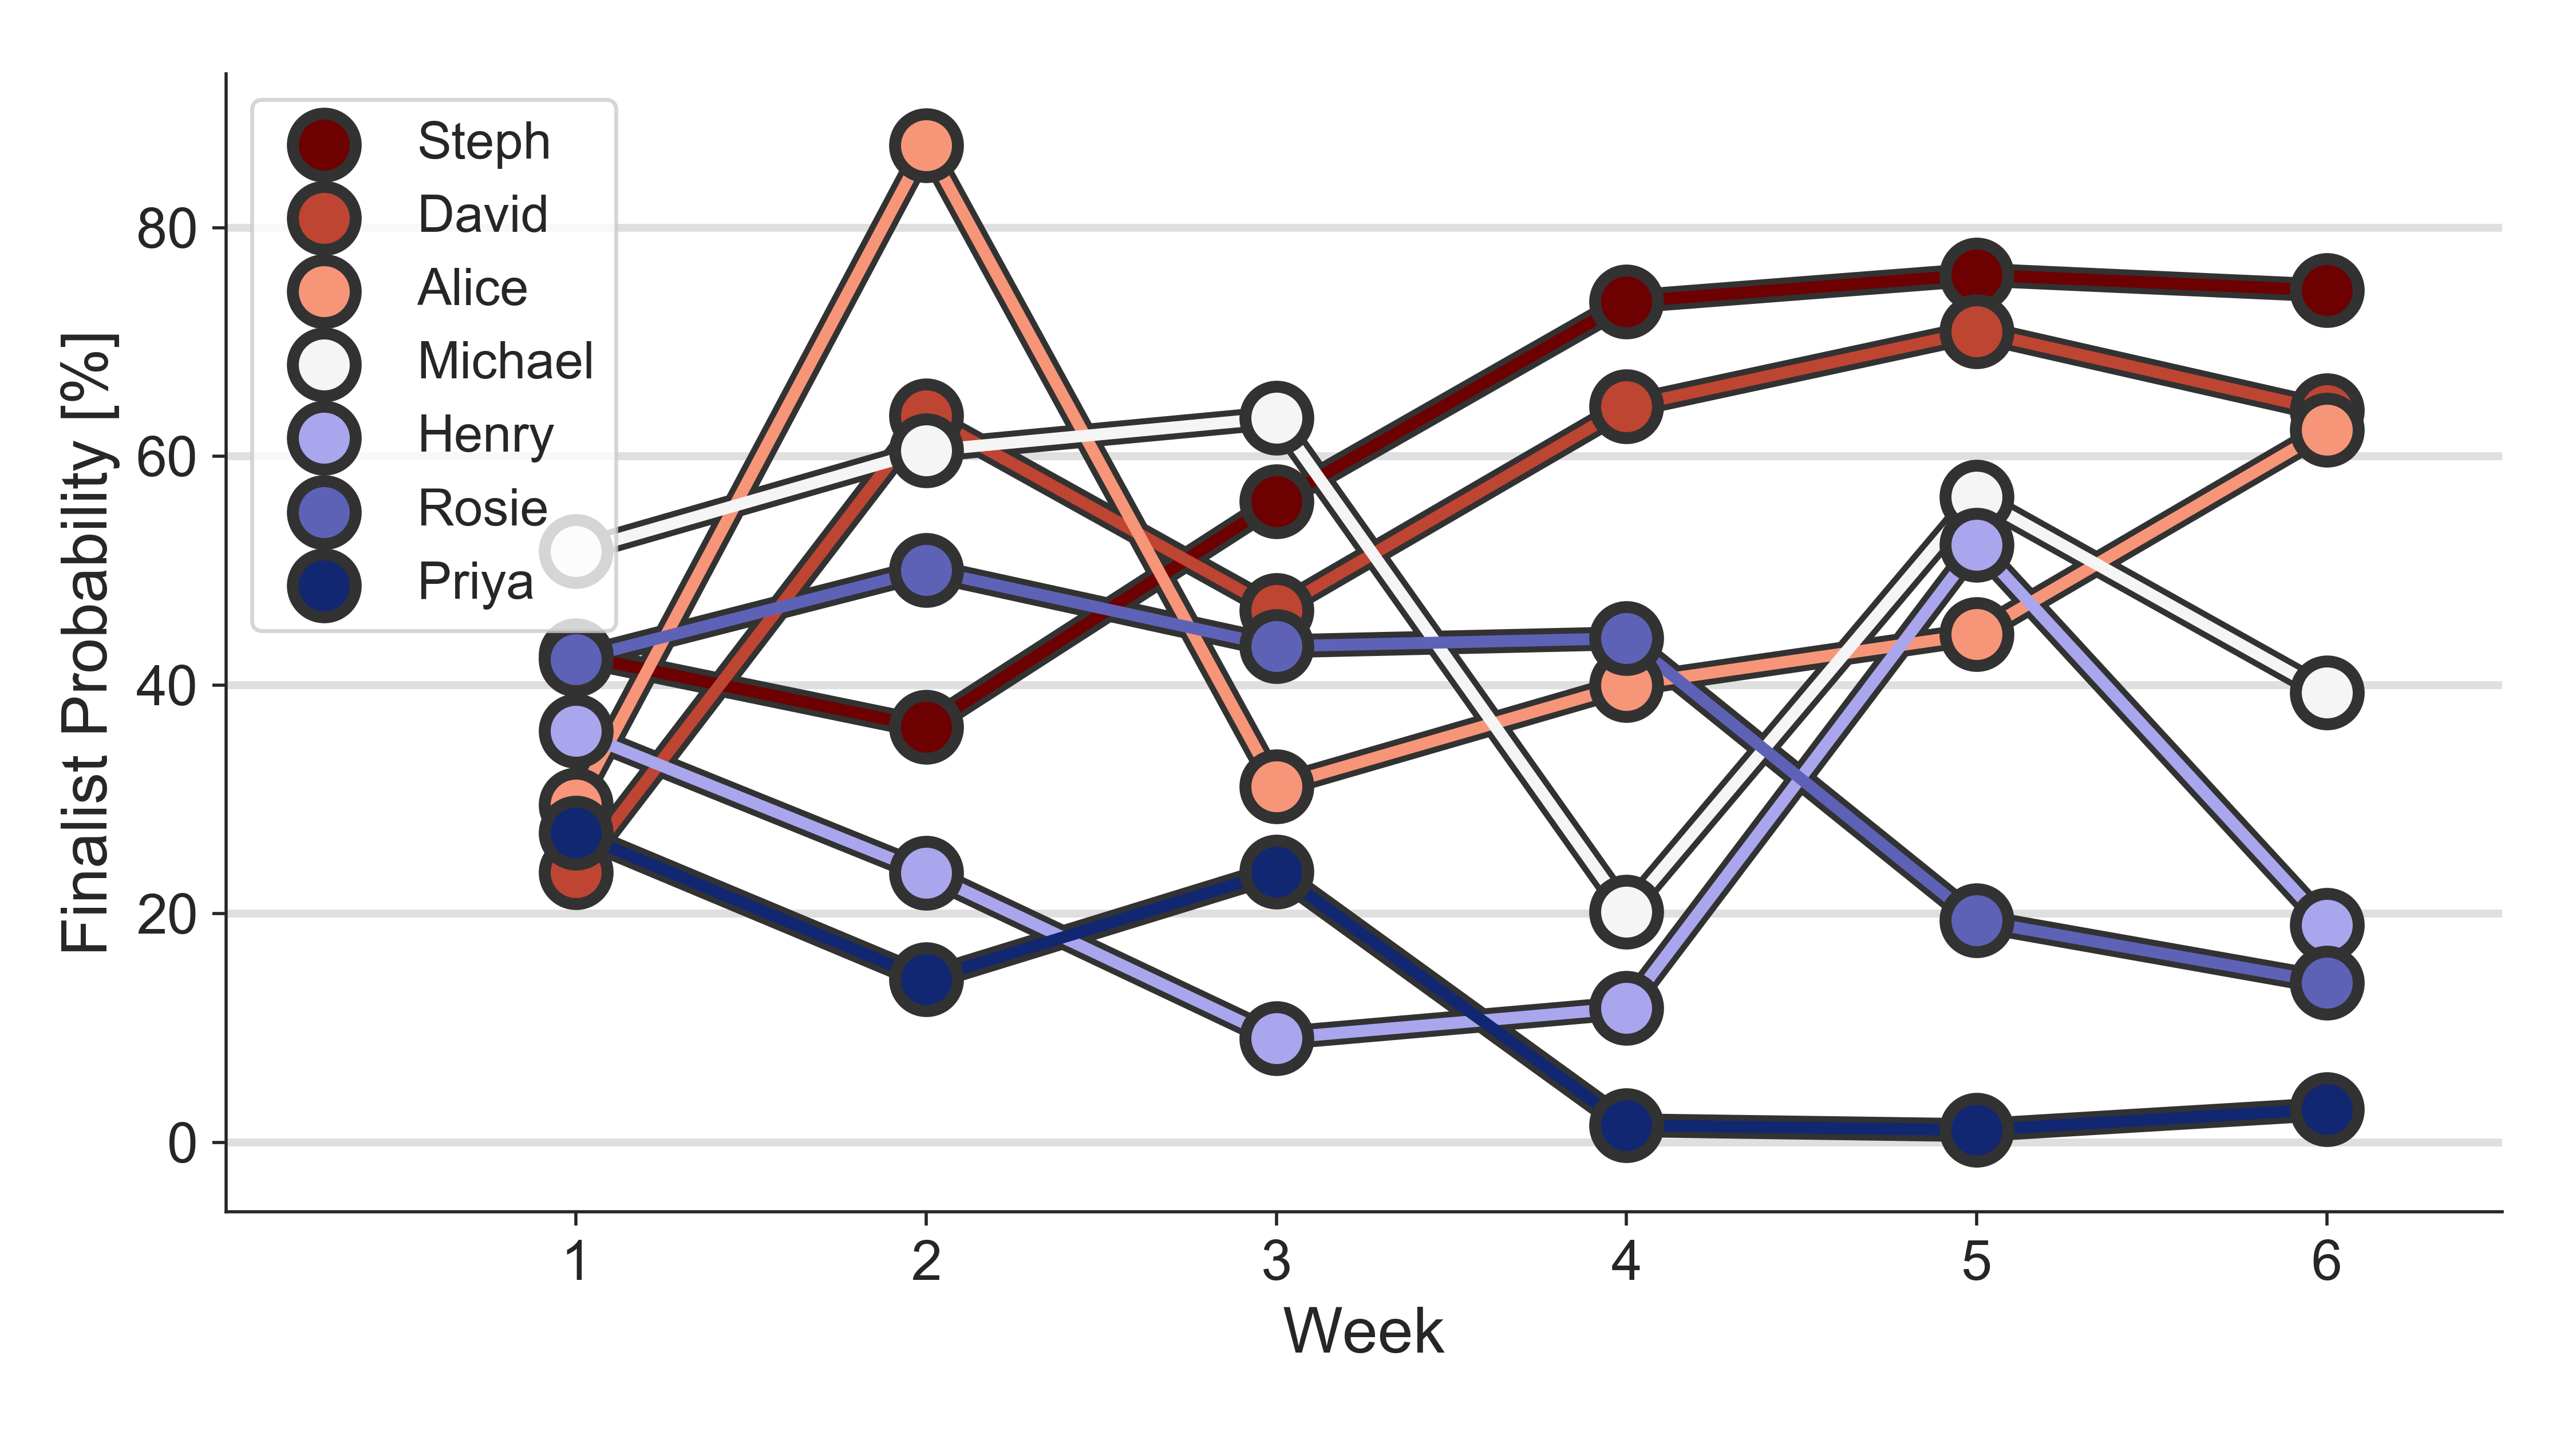 Steph
David
Alice
Michael
Henry
Rosie
Priya
Finalist Probability [%]
80
60
40
20
0
1 2 3 4 5 6
Week